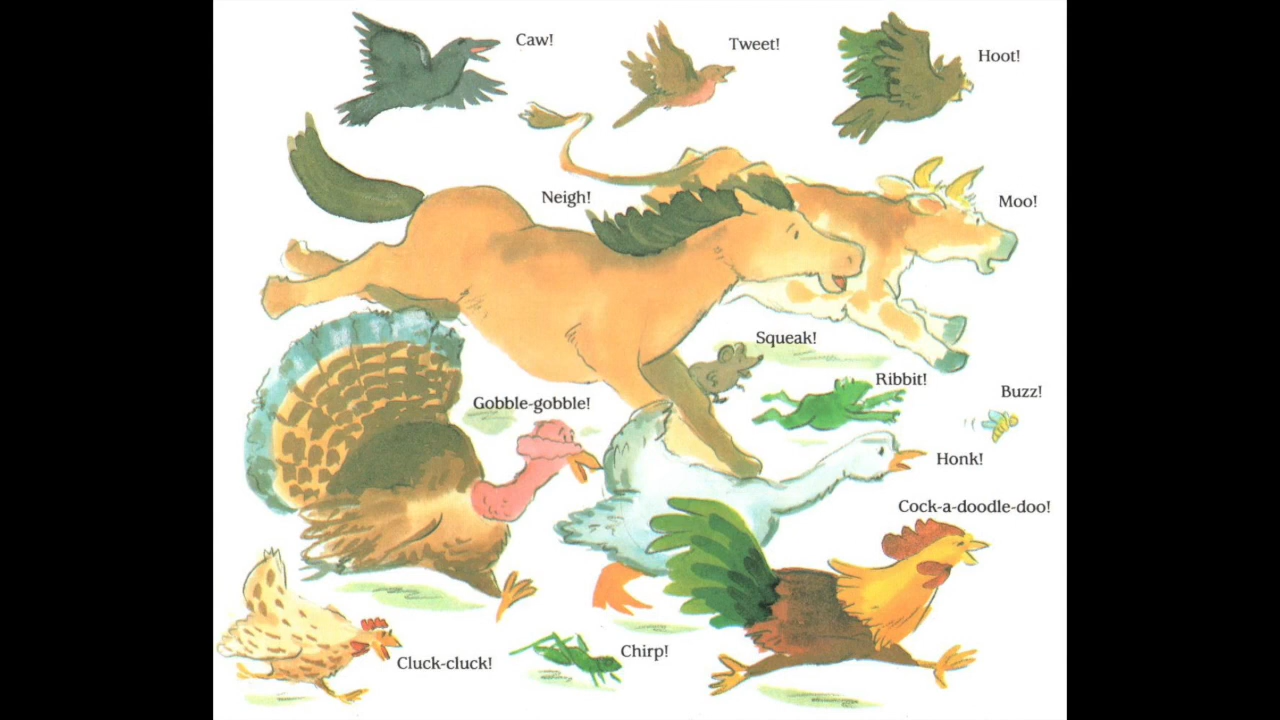 Caw!
Tweet!
Hoot!
Neigh!
Moo!
Squeak!
Ribbit!
Buzz!
Gobble-gobble!
Honk!
Cock-a-doodle-doo!
Chirp!
Cluck-cluck!